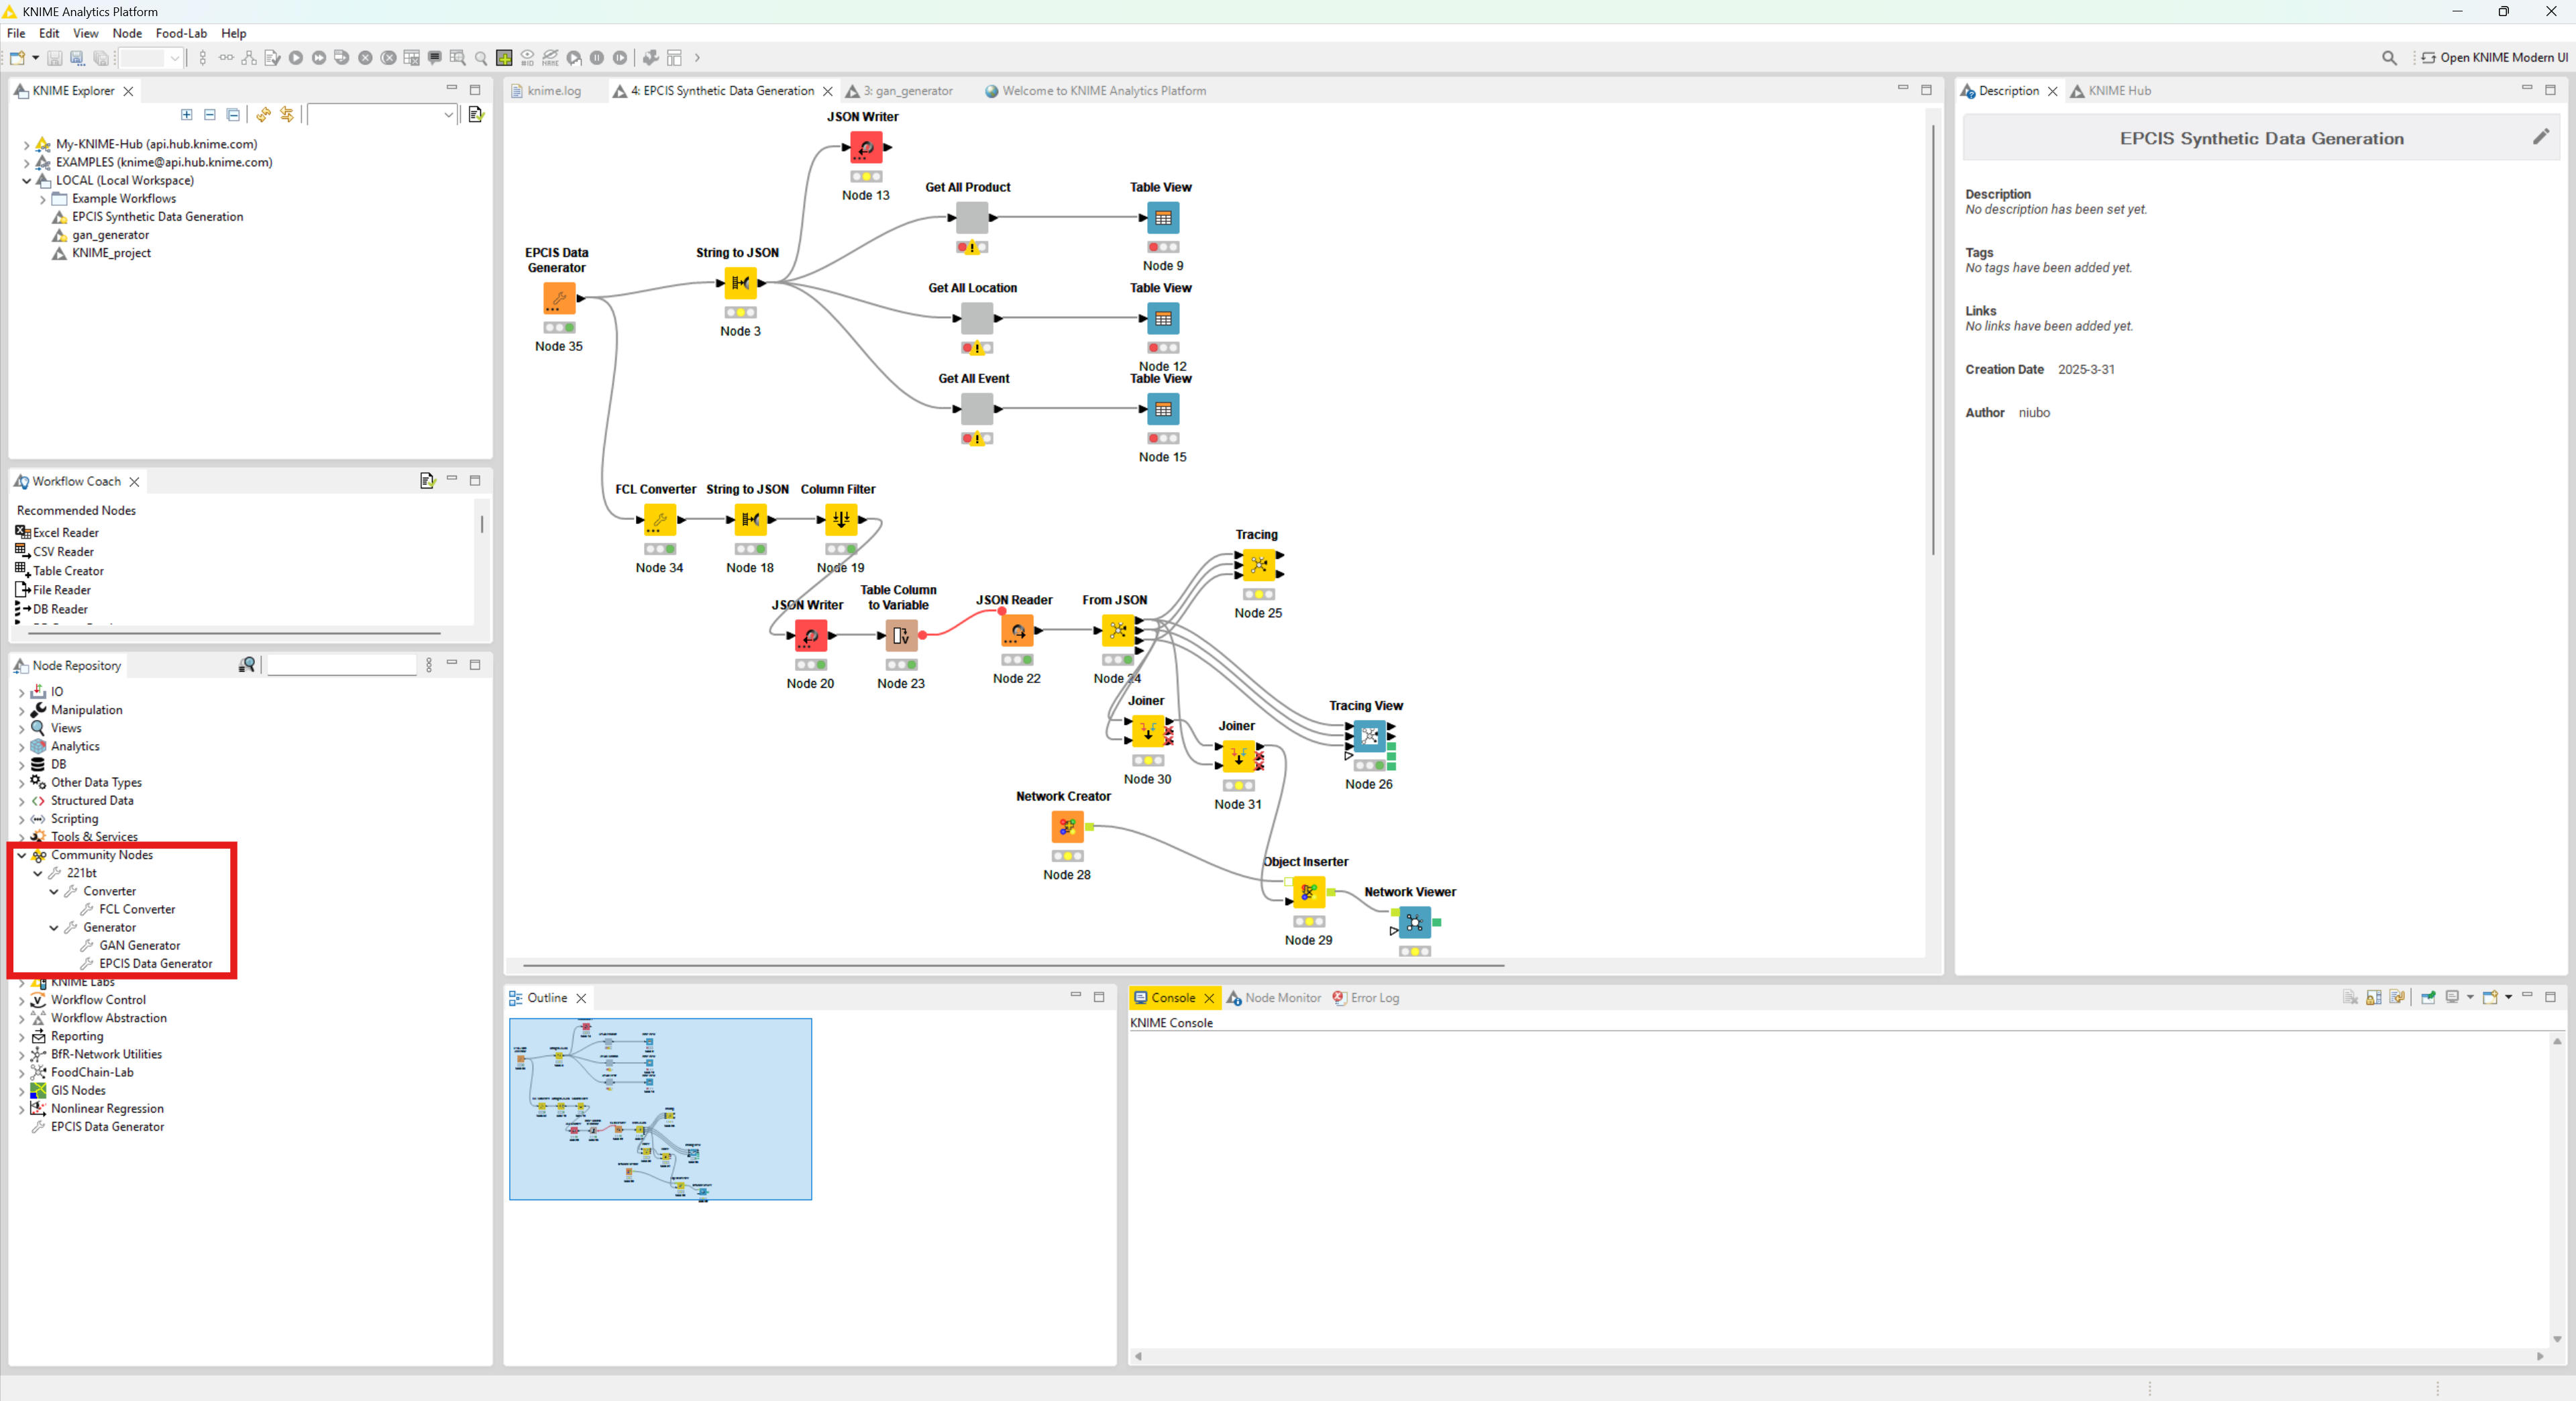 KNIME Analytics Platform
File Edit View Node Food-Lab Help
Open KNIME Modern UI
KNIME Explorer
My-KNIME-Hub (api.hub.knime.com)
EXAMPLES (knime@api.hub.knime.com)
LOCAL (Local Workspace)
Example Workflows
EPCIS Synthetic Data Generation
gan_generator
KNIME_project
Workflow Coach
Recommended Nodes
Excel Reader
CSV Reader
Table Creator
File Reader
DB Reader
Node Repository
IO
Manipulation
Views
Analytics
DB
Other Data Types
Structured Data
Scripting
Tools & Services
Community Nodes
221bt
Converter
FCL Converter
Generator
GAN Generator
EPCIS Data Generator
KNIME Labs
Workflow Control
Workflow Abstraction
Reporting
BfR-Network Utilities
FoodChain-Lab
GIS Nodes
Nonlinear Regression
EPCIS Data Generator
knime.log
4: EPCIS Synthetic Data Generation
3: gan_generator
Welcome to KNIME Analytics Platform
JSON Writer
Node 13
Get All Product
Table View
Node 9
EPCIS Data
Generator
Node 35
String to JSON
Node 3
Get All Location
Table View
Node 12
Get All Event
Table View
Node 15
FCL Converter
String to JSON
Column Filter
Node 34
Node 18
Node 19
JSON Writer
Table Column
to Variable
JSON Reader
From JSON
Node 20
Node 23
Node 22
Node 24
Tracing
Node 25
Joiner
Node 30
Joiner
Node 31
Tracing View
Node 26
Network Creator
Node 28
Object Inserter
Node 29
Network Viewer
Description
KNIME Hub
EPCIS Synthetic Data Generation
Description
No description has been set yet.
Tags
No tags have been added yet.
Links
No links have been added yet.
Creation Date 2025-3-31
Author niubo
Outline
Console
Node Monitor
Error Log
KNIME Console